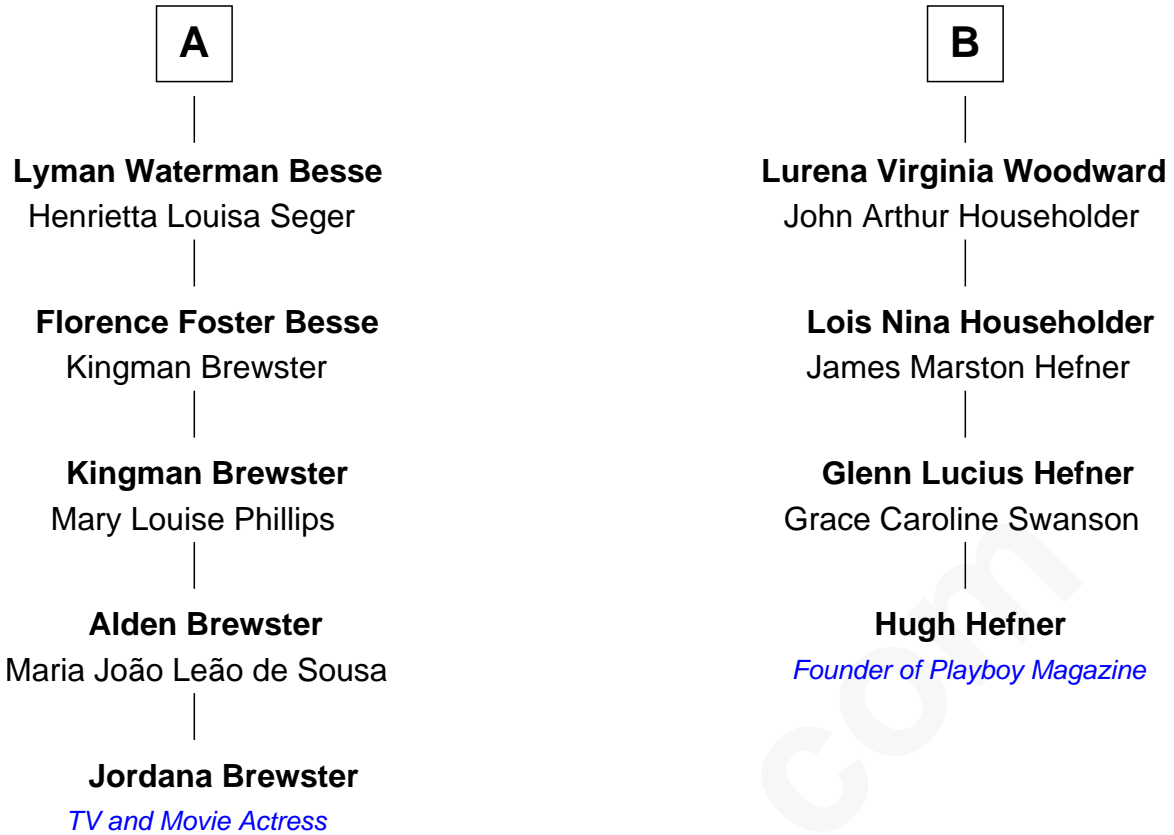 A
Lyman Waterman Besse
Henrietta Louisa Seger
Florence Foster Besse
Kingman Brewster
Kingman Brewster
Mary Louise Phillips
Alden Brewster
Maria João Leão de Sousa
Jordana Brewster
TV and Movie Actress
B
Lurena Virginia Woodward
John Arthur Householder
Lois Nina Householder
James Marston Hefner
Glenn Lucius Hefner
Grace Caroline Swanson
Hugh Hefner
Founder of Playboy Magazine
com